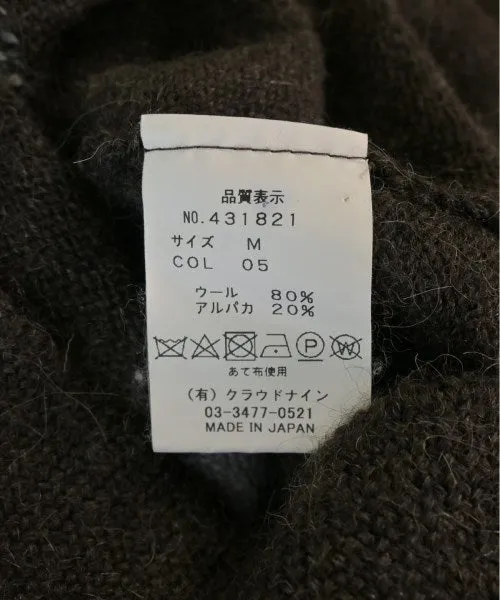 品質表示
NO.431821
サイズ M
COL 05
ウール 80%
アルパカ 20%
P W
あて布使用
(有) クラウドナイン
03-3477-0521
MADE IN JAPAN